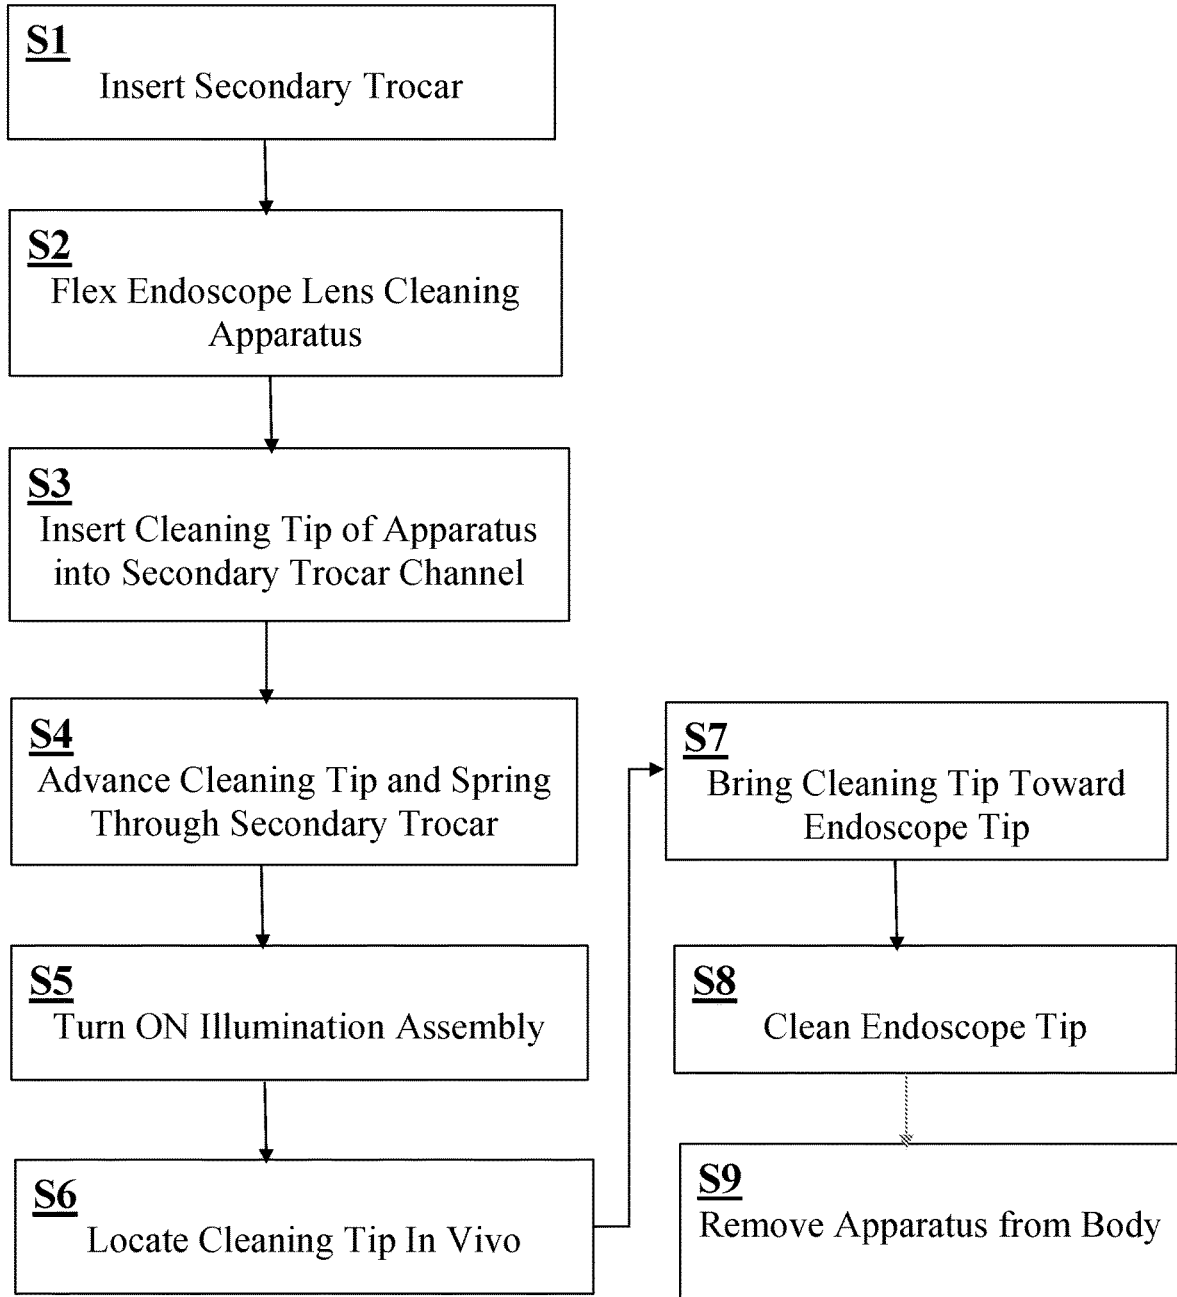 S1
Insert Secondary Trocar
S2
Flex Endoscope Lens Cleaning
Apparatus
S3
Insert Cleaning Tip of Apparatus
into Secondary Trocar Channel
S4
Advance Cleaning Tip and Spring
Through Secondary Trocar
S5
Turn ON Illumination Assembly
S6
Locate Cleaning Tip In Vivo
S7
Bring Cleaning Tip Toward
Endoscope Tip
S8
Clean Endoscope Tip
S9
Remove Apparatus from Body